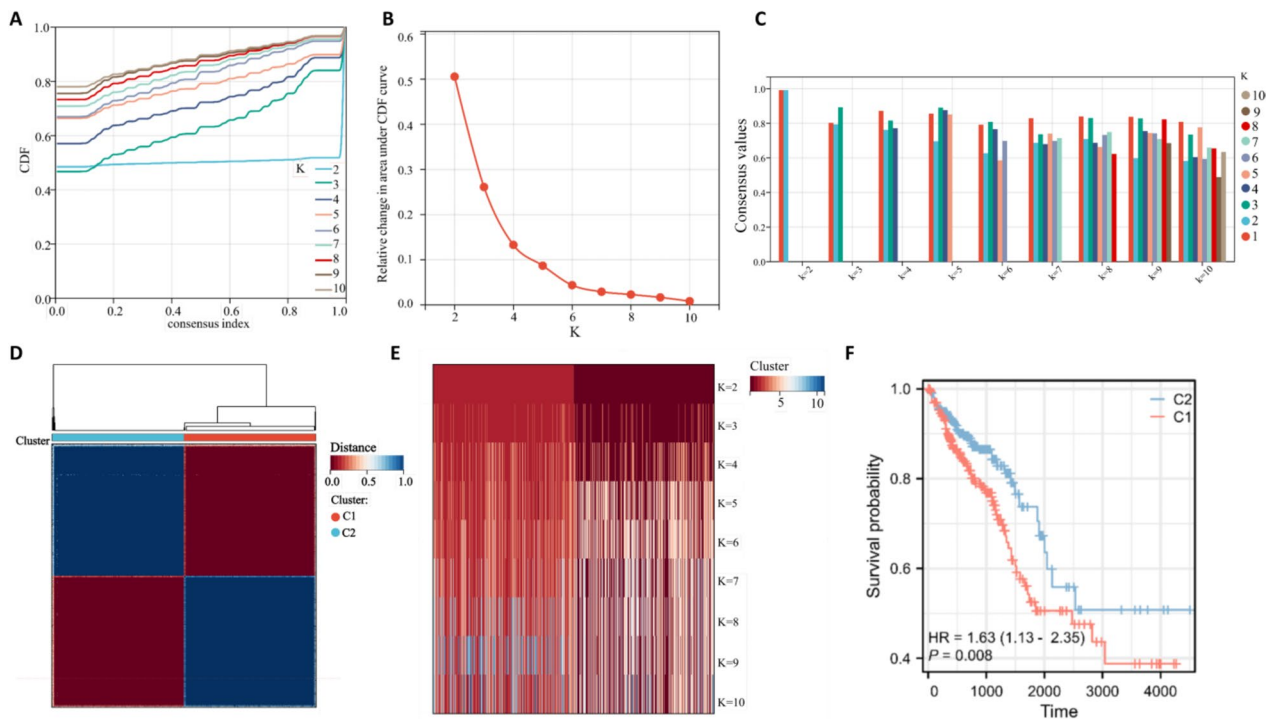 A
CDF
1.0
0.8
0.6
0.4
0.2
0.0
K
2
3
4
5
6
7
8
9
10
0.0 0.2 0.4 0.6 0.8 1.0
consensus index
B
Relative change in area under CDF curve
0.6
0.5
0.4
0.3
0.2
0.1
0.0
2 4 6 8 10
K
C
Consensus values
1.0
0.8
0.6
0.4
0.2
0.0
k=2 k=3 k=4 k=5 k=6 k=7 k=8 k=9 k=10
K
10
9
8
7
6
5
4
3
2
1
D
Cluster
Distance
0.0 0.5 1.0
Cluster:
C1
C2
E
K=2
K=3
K=4
K=5
K=6
K=7
K=8
K=9
K=10
Cluster
5 10
F
Survival probability
1.0
0.8
0.6
0.4
C2
C1
HR = 1.63 (1.13 - 2.35)
P = 0.008
0 1000 2000 3000 4000
Time